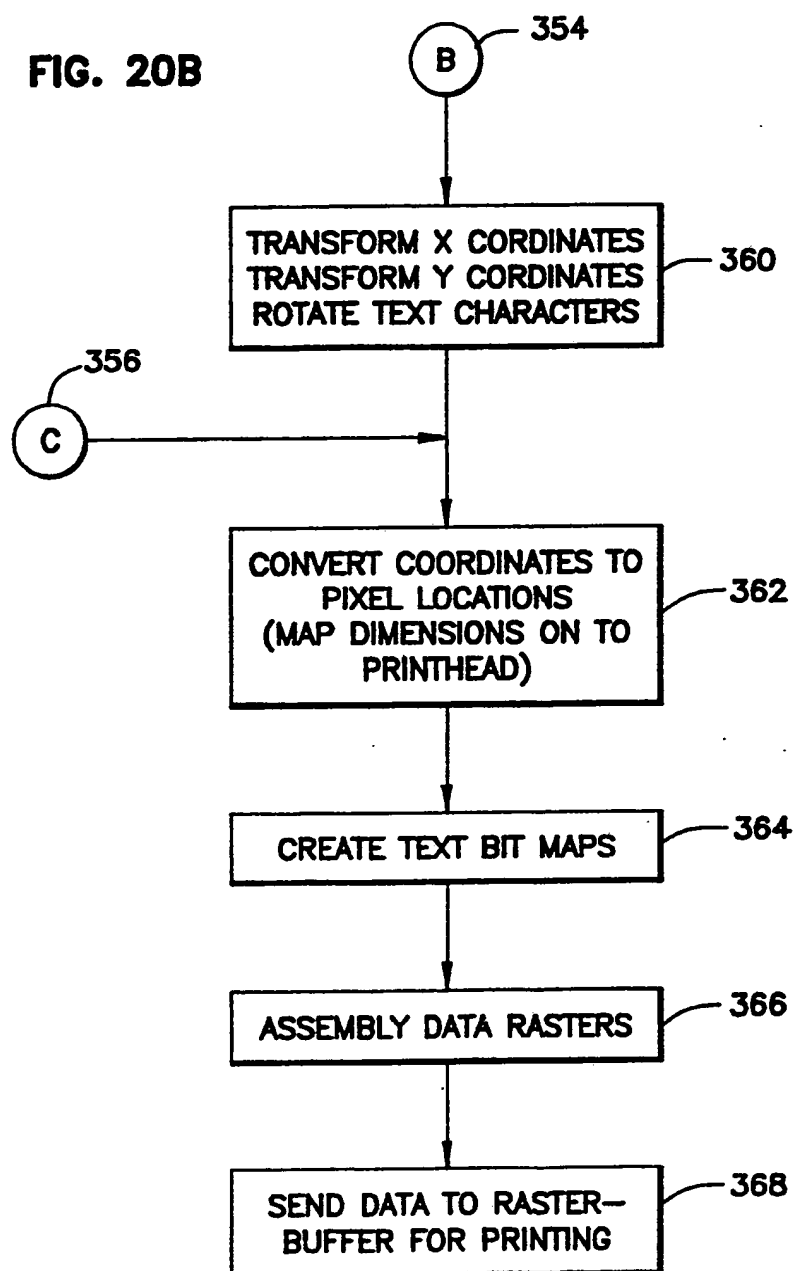 FIG. 20B
B
354
TRANSFORM X CORDINATES
TRANSFORM Y CORDINATES
ROTATE TEXT CHARACTERS
360
356
C
CONVERT COORDINATES TO
PIXEL LOCATIONS
(MAP DIMENSIONS ON TO
PRINTHEAD)
362
CREATE TEXT BIT MAPS
364
ASSEMBLY DATA RASTERS
366
SEND DATA TO RASTER-
BUFFER FOR PRINTING
368